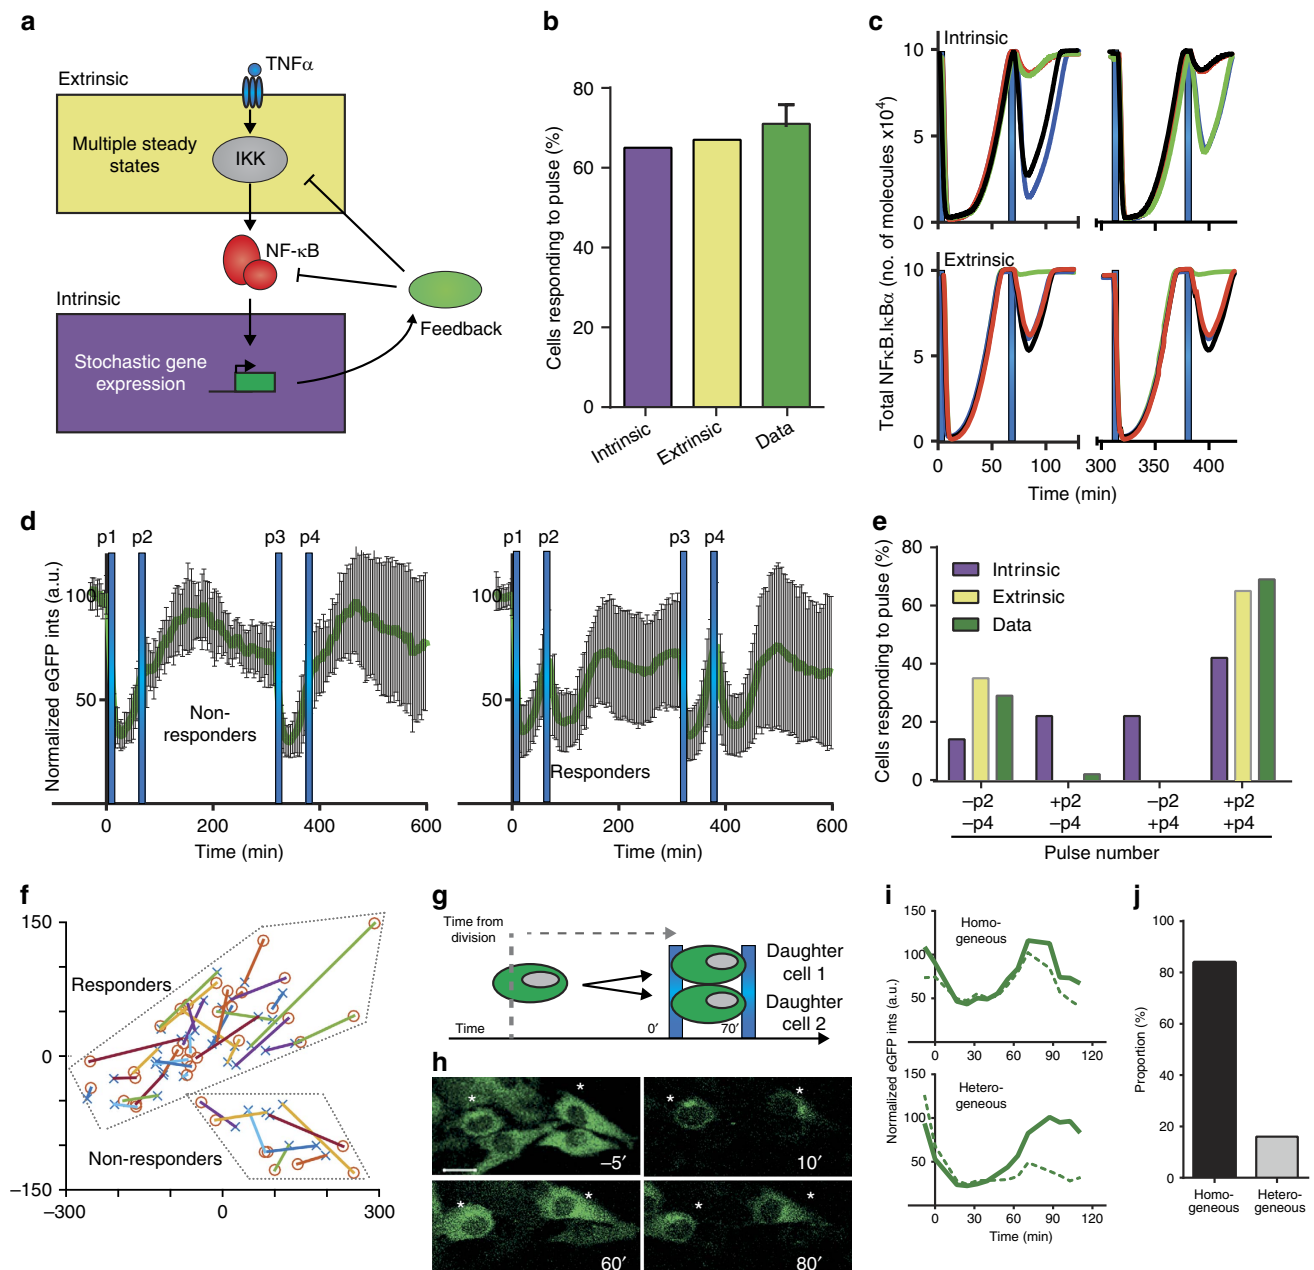 a
Extrinsic
TNFα
Multiple steady
states
IKK
NF-κB
Intrinsic
Feedback
Stochastic gene
expression
b
Cells responding to pulse (%)
80
60
40
20
0
Intrinsic
Extrinsic
Data
c
Total NFκB.IκBα (no. of molecules x10⁴)
Intrinsic
10
5
0
Extrinsic
10
5
0
0
50
100
300
350
400
Time (min)
d
Normalized eGFP ints (a.u.)
p1
p2
p3
p4
100
50
Non-
responders
0
200
400
600
Time (min)
p1
p2
p3
p4
100
50
Responders
0
200
400
600
Time (min)
e
Cells responding to pulse (%)
80
60
40
20
0
Intrinsic
Extrinsic
Data
–p2
–p4
+p2
–p4
–p2
+p4
+p2
+p4
Pulse number
f
150
0
–150
Responders
Non-responders
–300
0
300
g
Time from
division
Daughter
cell 1
Daughter
cell 2
Time
0′
70′
h
*
*
–5′
*
*
10′
*
*
60′
*
*
80′
i
Normalized eGFP ints (a.u.)
150
100
50
Homo-
geneous
0
30
60
90
120
150
100
50
Hetero-
geneous
0
30
60
90
120
Time (min)
j
Proportion (%)
100
80
60
40
20
0
Homo-
geneous
Hetero-
geneous